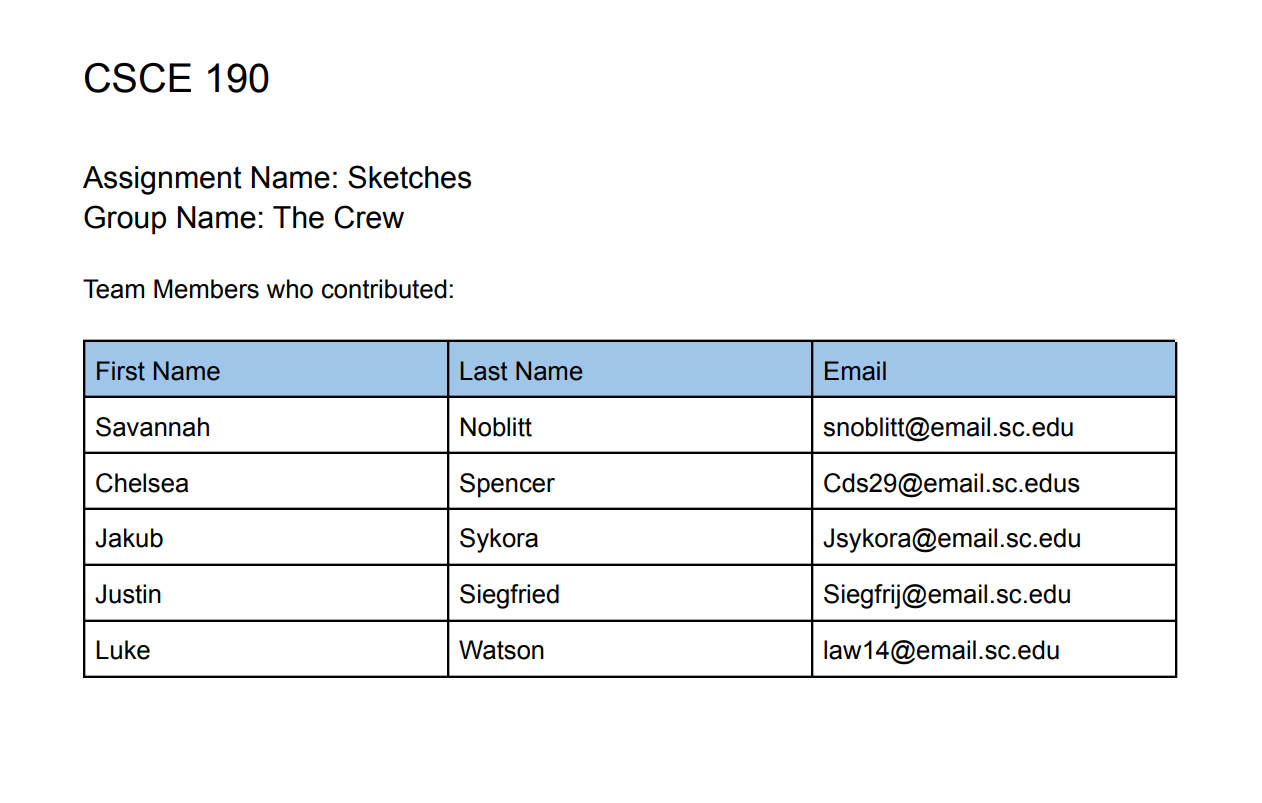 CSCE 190
Assignment Name: Sketches
Group Name: The Crew
Team Members who contributed:
First Name Last Name Email
Savannah Noblitt snoblitt@email.sc.edu
Chelsea Spencer Cds29@email.sc.edus
Jakub Sykora Jsykora@email.sc.edu
Justin Siegfried Siegfrij@email.sc.edu
Luke Watson law14@email.sc.edu